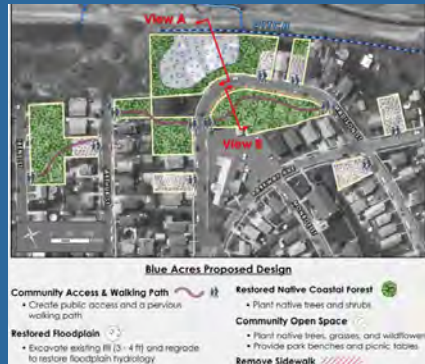 View A
View B
Blue Acres Proposed Design
Community Access & Walking Path
• Create public access and a pervious
walking path
Restored Floodplain
• Excavate existing fill (3 - 4 ft) and regrade
to restore floodplain hydrology
Restored Native Coastal Forest
• Plant native trees and shrubs
Community Open Space
• Plant native trees, grasses, and wildflowers
• Provide park benches and picnic tables
Remove Sidewalk